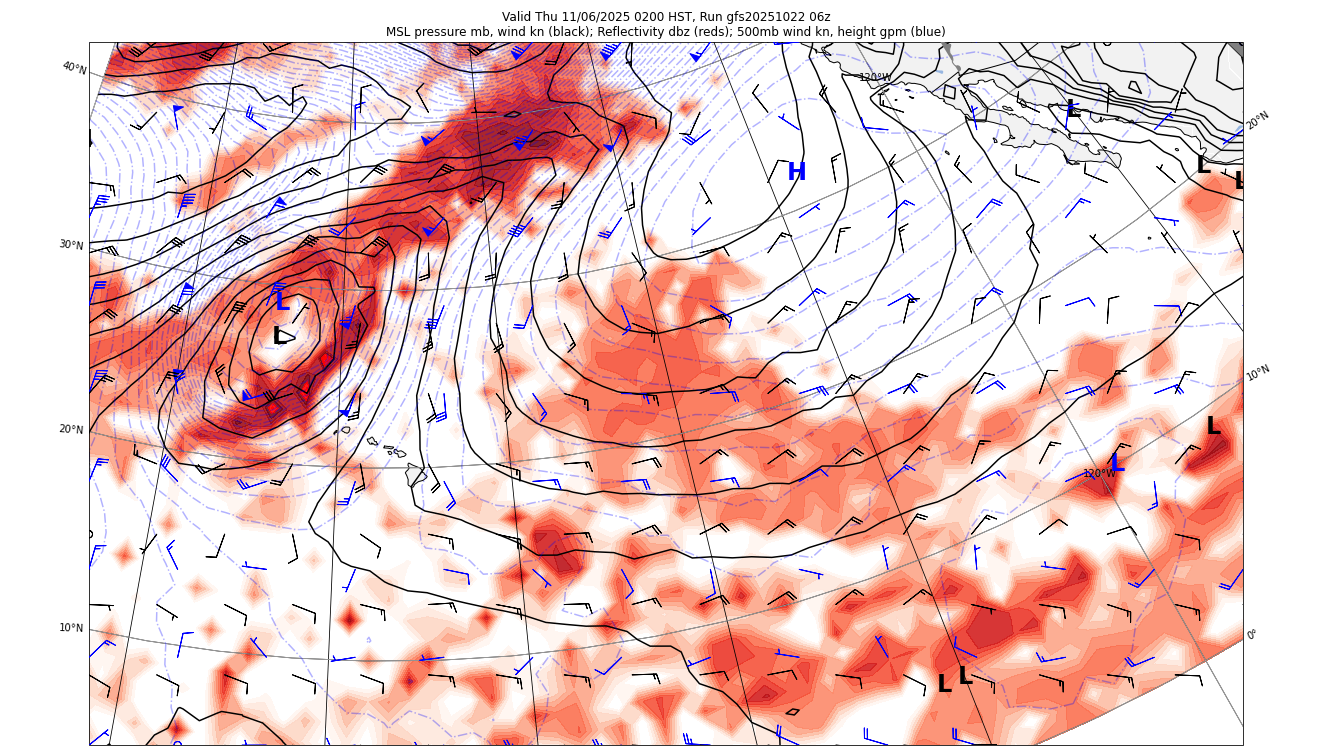 Valid Thu 11/06/2025 0200 HST, Run gfs20251022 06z
MSL pressure mb, wind kn (black); Reflectivity dbz (reds); 500mb wind kn, height gpm (blue)
40°N
120°W
L
20°N
L
L
H
30°N
L
L
10°N
20°N
L
L
120°W
10°N
0°
L
L